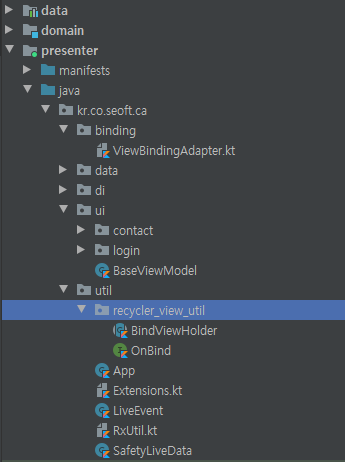 data
domain
presenter
manifests
java
kr.co.seoft.ca
binding
ViewBindingAdapter.kt
data
di
ui
contact
login
BaseViewModel
util
recycler_view_util
BindViewHolder
OnBind
App
Extensions.kt
LiveEvent
RxUtil.kt
SafetyLiveData